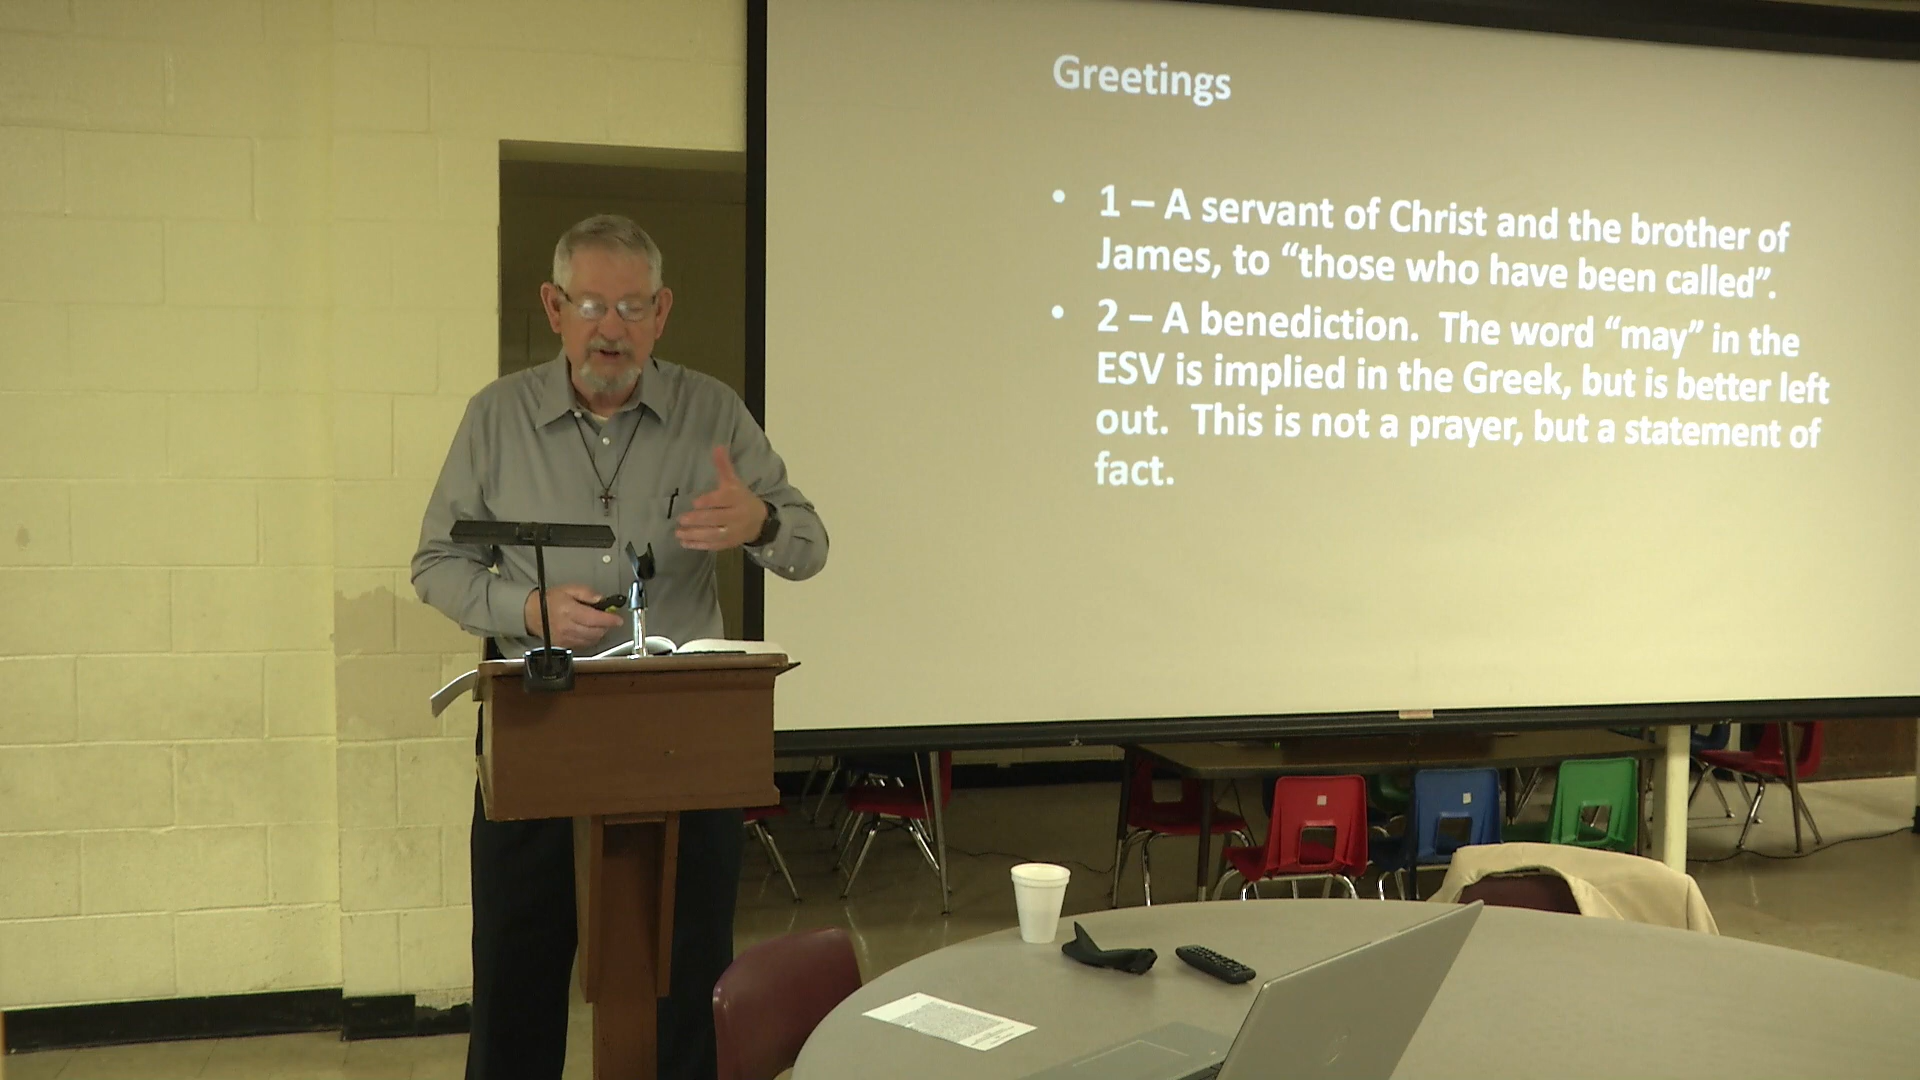 Greetings
• 1 – A servant of Christ and the brother of
James, to “those who have been called”.
• 2 – A benediction.  The word “may” in the
ESV is implied in the Greek, but is better left
out.  This is not a prayer, but a statement of
fact.